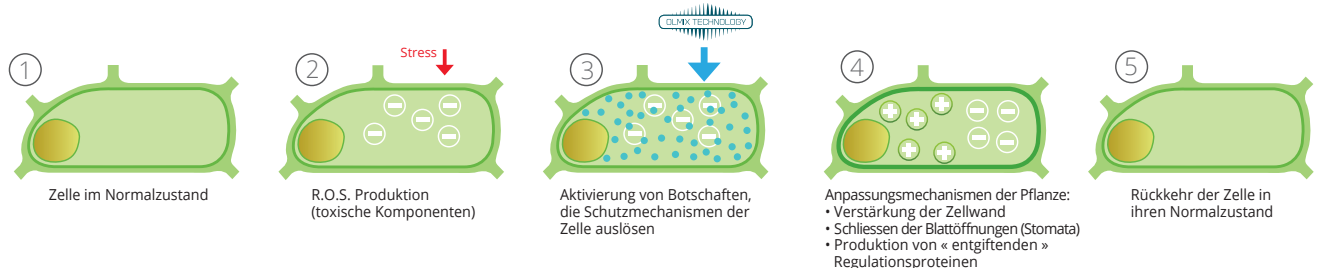 OLMIX TECHNOLOGY
Stress
1
2
3
4
5
Zelle im Normalzustand
R.O.S. Produktion
(toxische Komponenten)
Aktivierung von Botschaften,
die Schutzmechanismen der
Zelle auslösen
Anpassungsmechanismen der Pflanze:
• Verstärkung der Zellwand
• Schliessen der Blattöffnungen (Stomata)
• Produktion von « entgiftenden »
Regulationsproteinen
Rückkehr der Zelle in
ihren Normalzustand